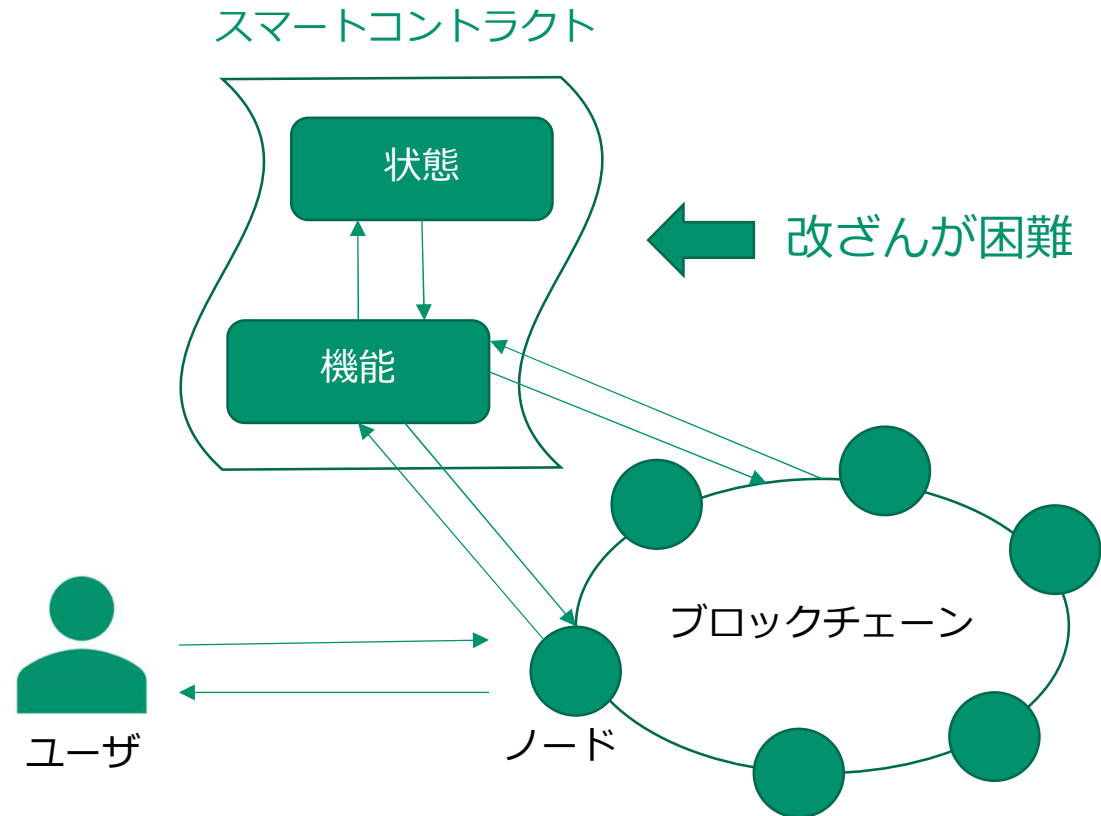 スマートコントラクト
状態
改ざんが困難
機能
ブロックチェーン
ユーザ
ノード